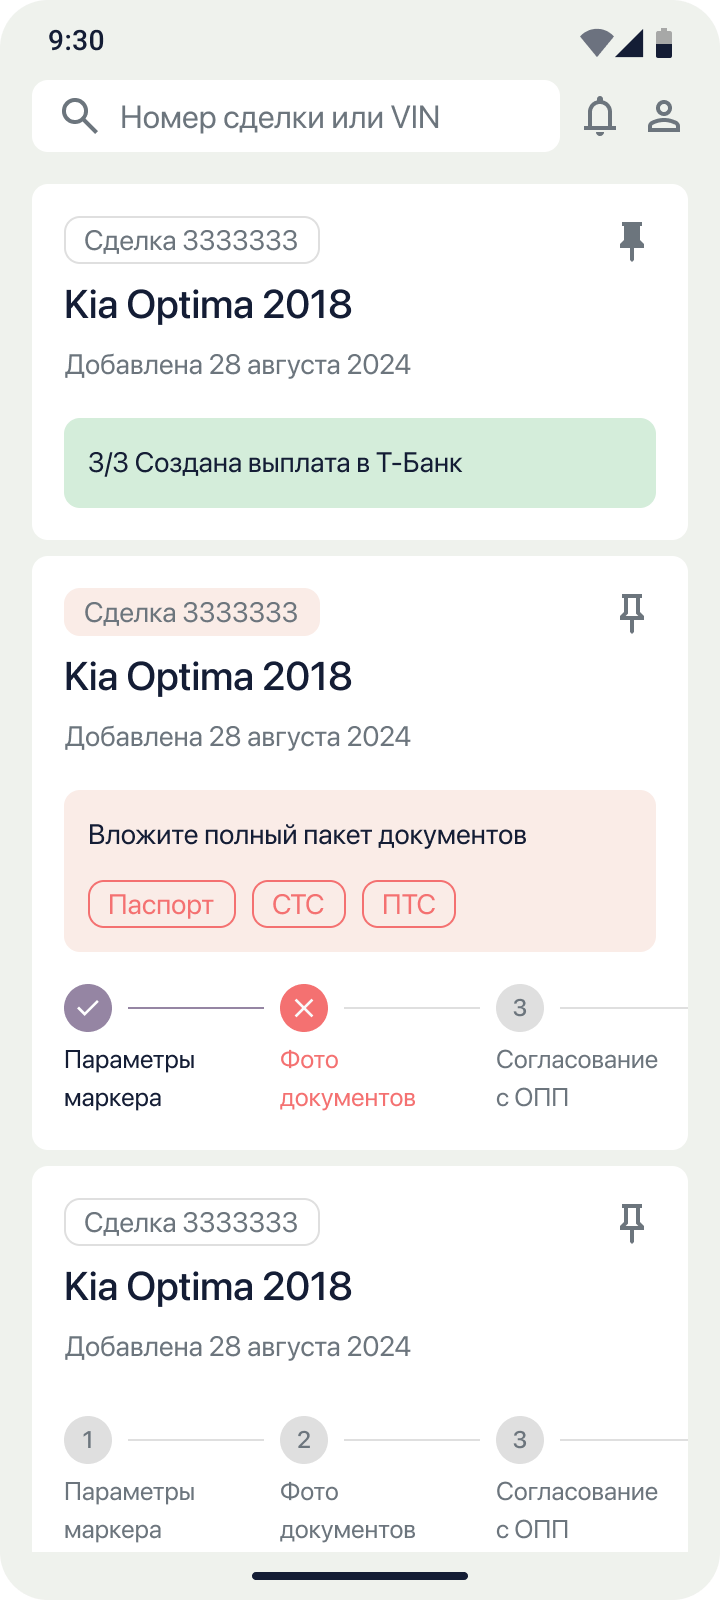 9:30
Номер сделки или VIN
Сделка 3333333
Kia Optima 2018
Добавлена 28 августа 2024
3/3 Создана выплата в Т-Банк
Сделка 3333333
Kia Optima 2018
Добавлена 28 августа 2024
Вложите полный пакет документов
Паспорт СТС ПТС
3
Параметры маркера
Фото документов
Согласование с ОПП
Сделка 3333333
Kia Optima 2018
Добавлена 28 августа 2024
1 2 3
Параметры маркера
Фото документов
Согласование с ОПП